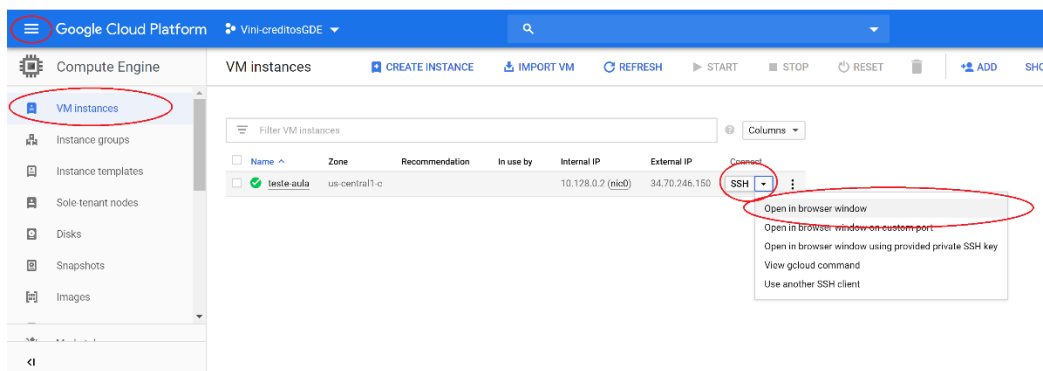 Google Cloud Platform Vini-creditosGDE
Compute Engine VM instances CREATE INSTANCE IMPORT VM REFRESH START STOP RESET ADD SHO
VM instances
Instance groups
Instance templates
Sole-tenant nodes
Disks
Snapshots
Images
Filter VM instances Columns
Name Zone Recommendation In use by Internal IP External IP Connect
teste-aula us-central1-c 10.128.0.2 (nic0) 34.70.246.150 SSH
Open in browser window
Open in browser window on custom port
Open in browser window using provided private SSH key
View gcloud command
Use another SSH client